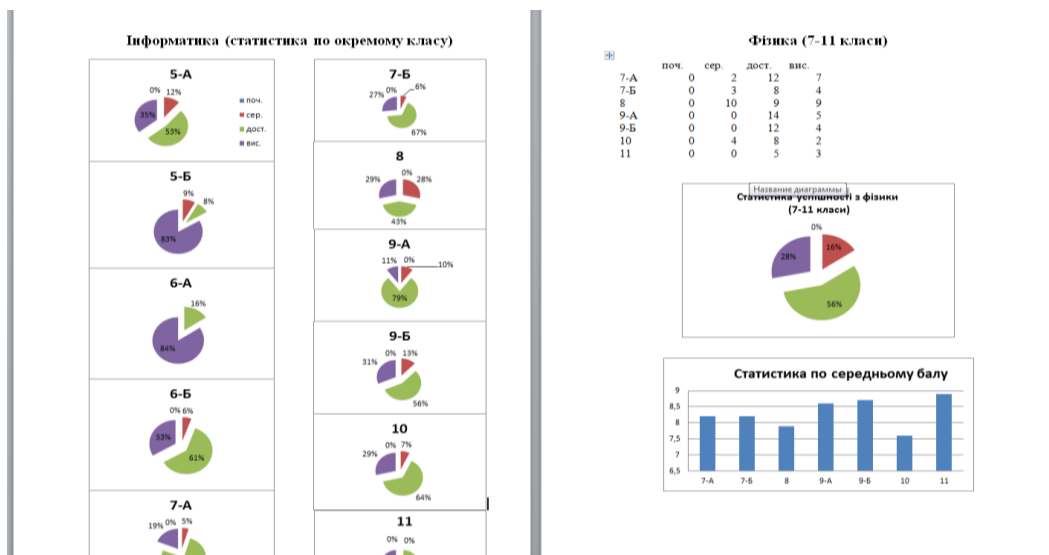 Інформатика (статистика по окремому класу)
5-А
0% 12%
35%
53%
поч.
сер.
дост.
вис.
5-Б
9%
8%
83%
6-А
16%
84%
6-Б
0% 6%
33%
61%
7-А
19% 0% 5%
7-Б
27% 0% 6%
67%
8
29% 0% 28%
43%
9-А
11% 0% 10%
79%
9-Б
31% 0% 13%
56%
10
29% 0% 7%
64%
11
0% 0%
Фізика (7-11 класи)
поч. сер. дост. вис.
7-А 0 2 12 7
7-Б 0 3 8 4
8 0 10 9 9
9-А 0 0 14 5
9-Б 0 0 12 4
10 0 4 8 2
11 0 0 5 3
Название диаграммы
Статистика успішності з фізики
(7-11 класи)
0%
28% 16%
56%
Статистика по середньому балу
9
8,5
8
7,5
7
6,5
7-А 7-Б 8 9-А 9-Б 10 11